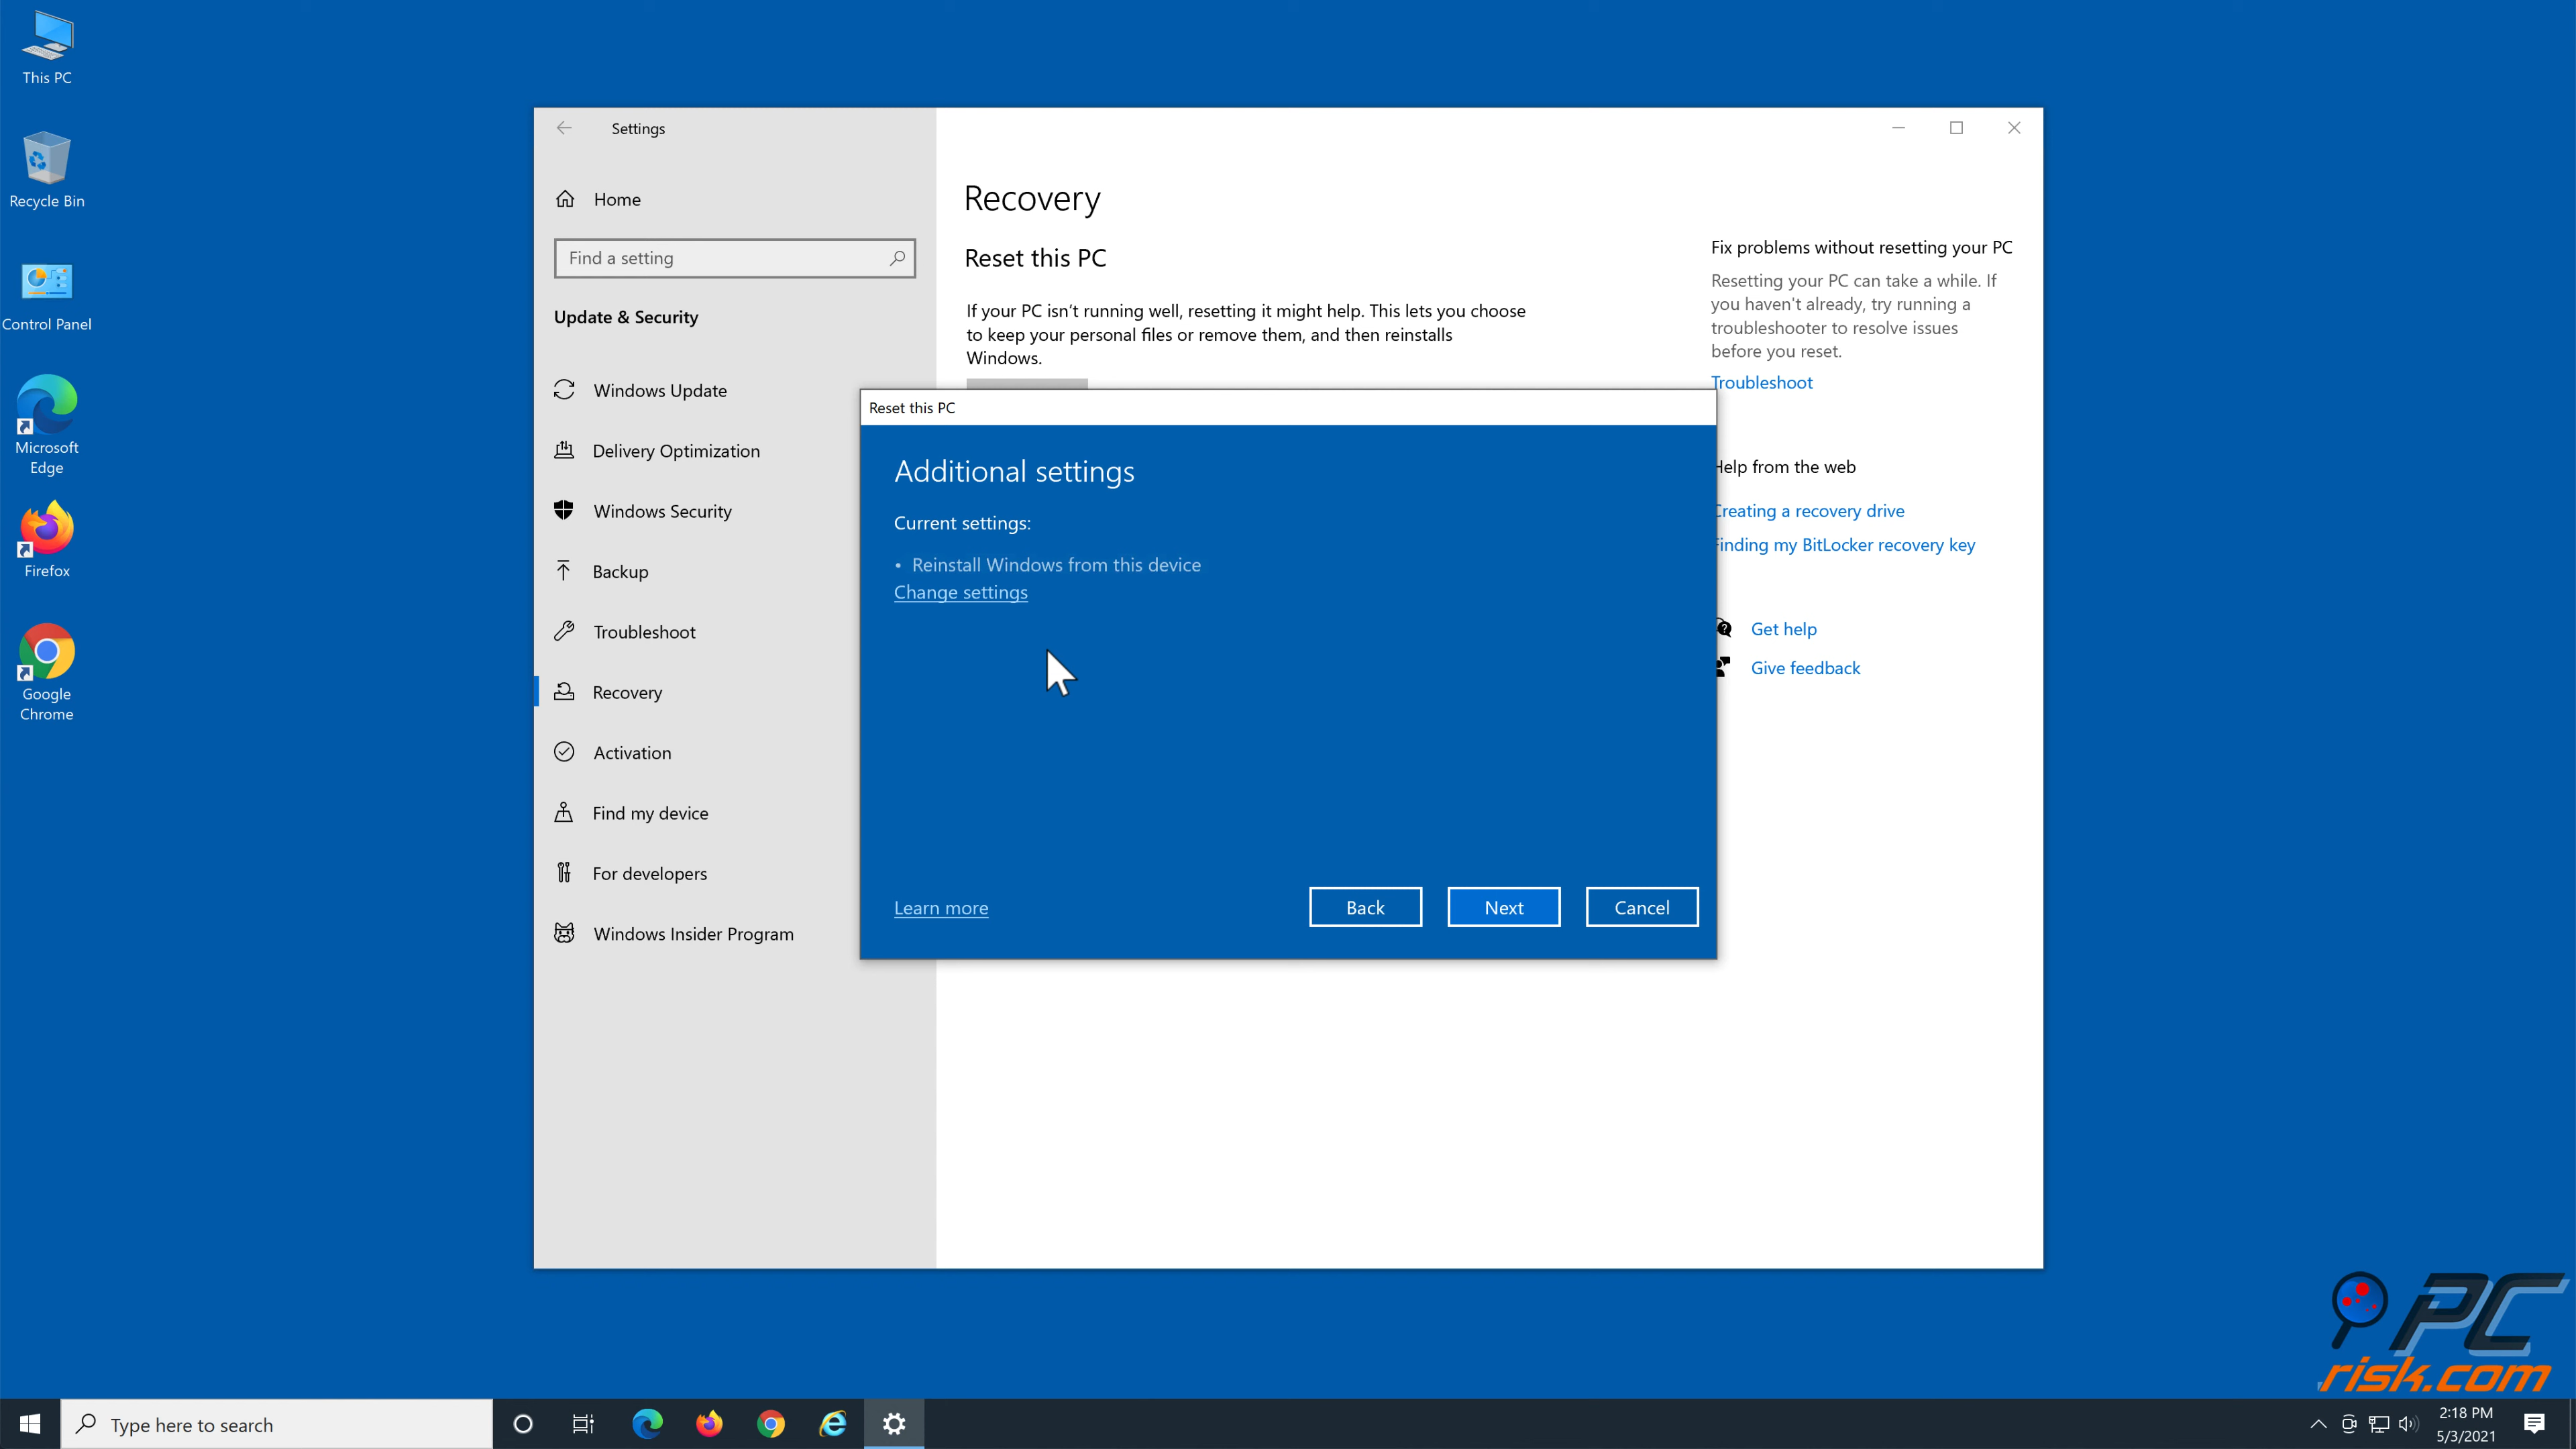 This PC
Recycle Bin
Control Panel
Microsoft
Edge
Firefox
Google
Chrome
Settings
Home
Find a setting
Update & Security
Windows Update
Delivery Optimization
Windows Security
Backup
Troubleshoot
Recovery
Activation
Find my device
For developers
Windows Insider Program
Recovery
Reset this PC
If your PC isn't running well, resetting it might help. This lets you choose
to keep your personal files or remove them, and then reinstalls
Windows.
Fix problems without resetting your PC
Resetting your PC can take a while. If
you haven't already, try running a
troubleshooter to resolve issues
before you reset.
Troubleshoot
Help from the web
Creating a recovery drive
Finding my BitLocker recovery key
Get help
Give feedback
Reset this PC
Additional settings
Current settings:
• Reinstall Windows from this device
Change settings
Learn more
Back
Next
Cancel
PC
risk.com
Type here to search
2:18 PM
5/3/2021